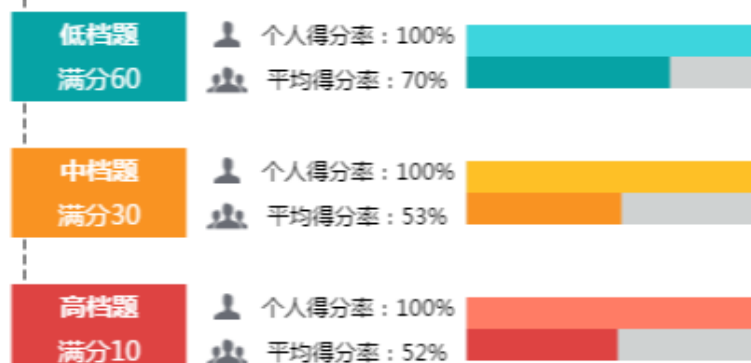 低档题
个人得分率：100%
满分60
平均得分率：70%
中档题
个人得分率：100%
满分30
平均得分率：53%
高档题
个人得分率：100%
满分10
平均得分率：52%